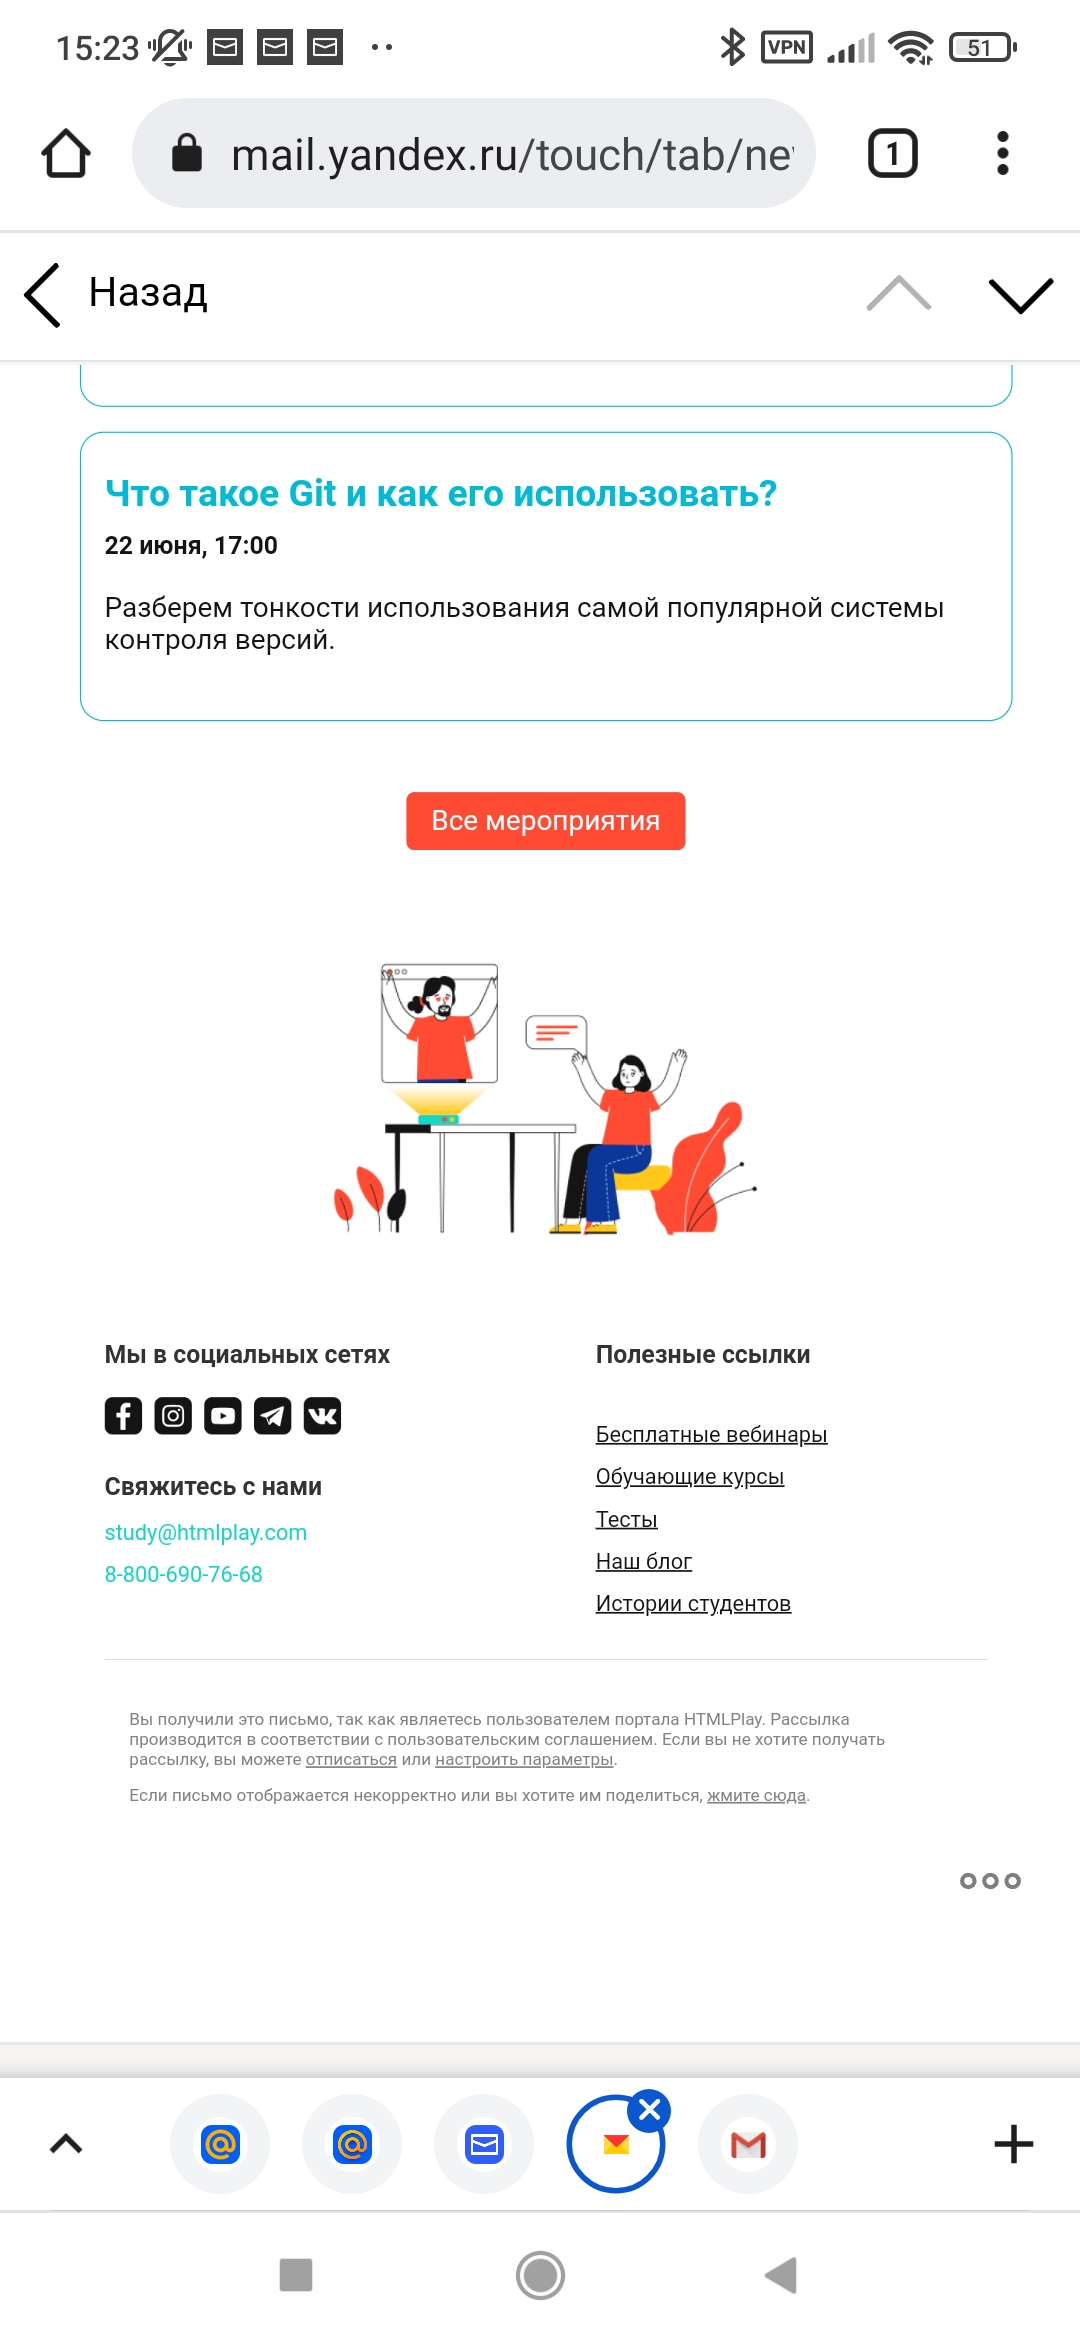 15:23
VPN
51
mail.yandex.ru/touch/tab/ne
1
Назад
Что такое Git и как его использовать?
22 июня, 17:00
Разберем тонкости использования самой популярной системы
контроля версий.
Все мероприятия
Мы в социальных сетях
Свяжитесь с нами
study@htmlplay.com
8-800-690-76-68
Полезные ссылки
Бесплатные вебинары
Обучающие курсы
Тесты
Наш блог
Истории студентов
Вы получили это письмо, так как являетесь пользователем портала HTMLPlay. Рассылка
производится в соответствии с пользовательским соглашением. Если вы не хотите получать
рассылку, вы можете отписаться или настроить параметры.
Если письмо отображается некорректно или вы хотите им поделиться, жмите сюда.